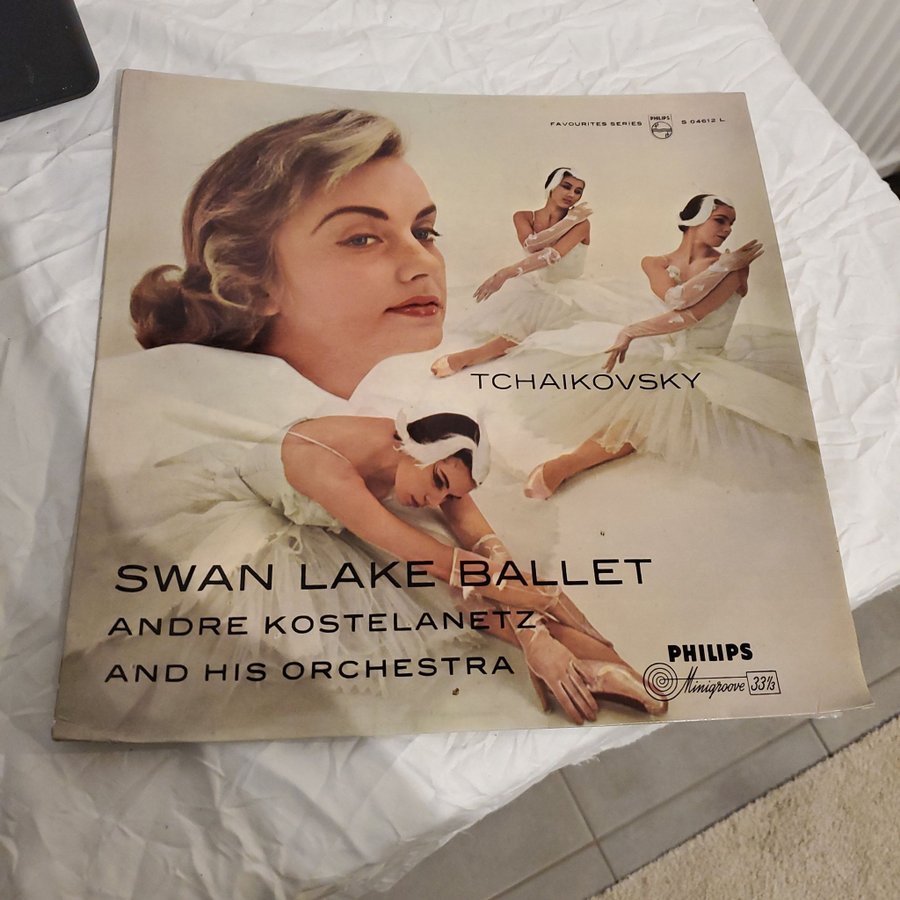 FAVOURITES SERIES PHILIPS S 04612 L
TCHAIKOVSKY
SWAN LAKE BALLET
ANDRE KOSTELANETZ
AND HIS ORCHESTRA
PHILIPS
Minigroove 33⅓